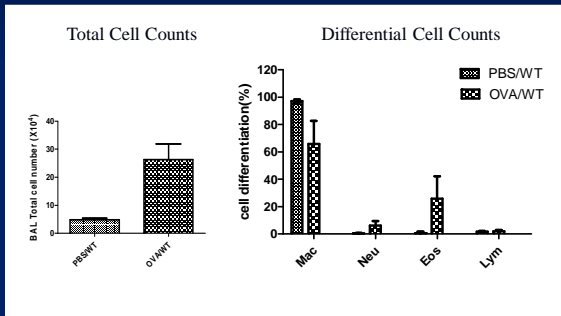 Total Cell Counts
Differential Cell Counts
BAL Total cell number (X10⁴)
40
30
20
10
0
PBS/WT
OVA/WT
cell differentiation(%)
120
100
80
60
40
20
0
Mac
Neu
Eos
Lym
PBS/WT
OVA/WT